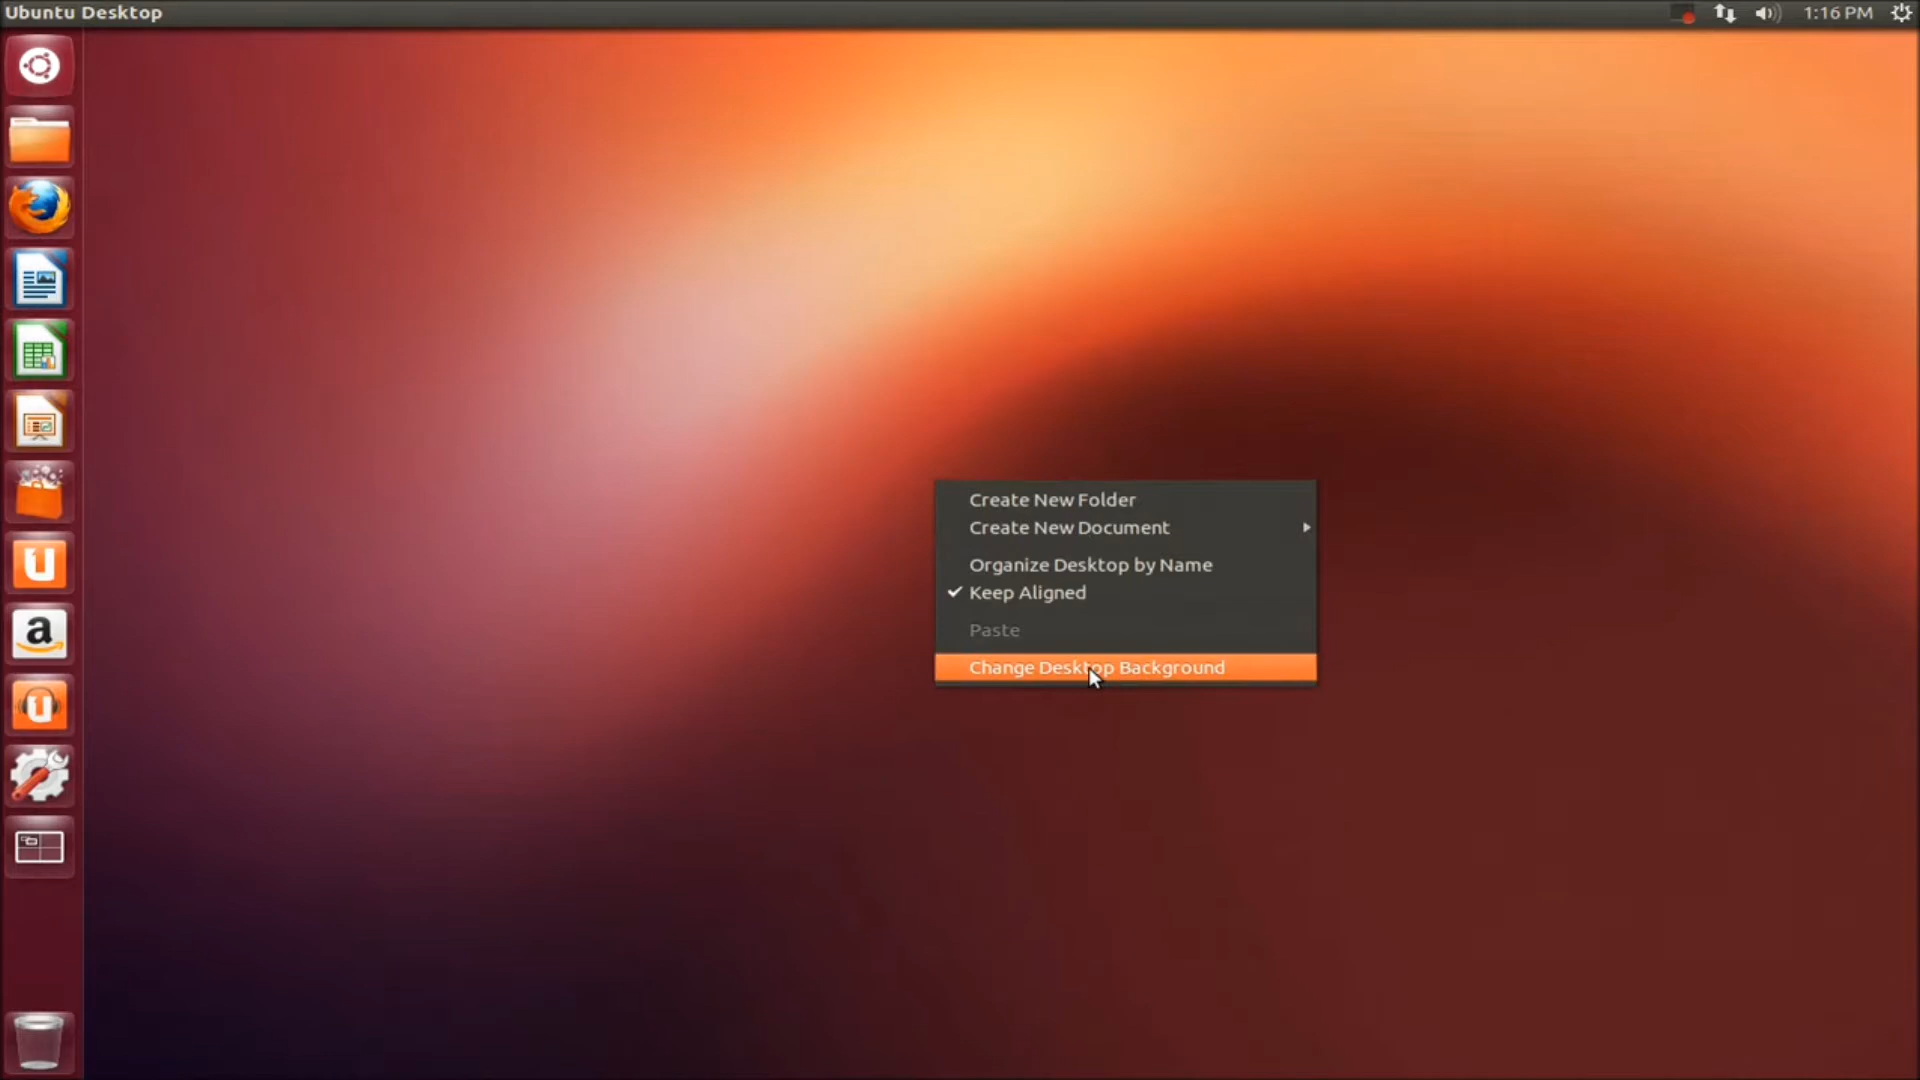 Ubuntu Desktop
1:16 PM
U
a
U
Create New Folder
Create New Document
Organize Desktop by Name
Keep Aligned
Paste
Change Desktop Background